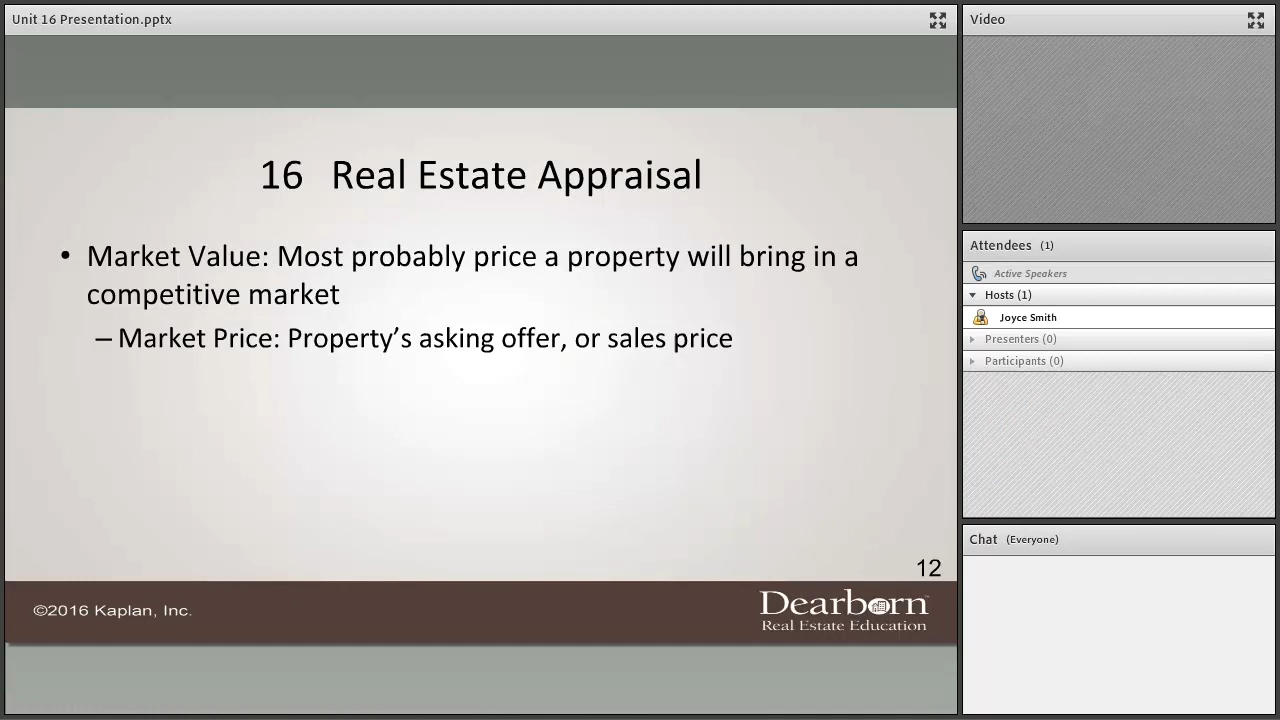 Unit 16 Presentation.pptx
16 Real Estate Appraisal
• Market Value: Most probably price a property will bring in a
competitive market
– Market Price: Property’s asking offer, or sales price
12
©2016 Kaplan, Inc.
Dearborn™
Real Estate Education
Video
Attendees (1)
Active Speakers
Hosts (1)
Joyce Smith
Presenters (0)
Participants (0)
Chat (Everyone)